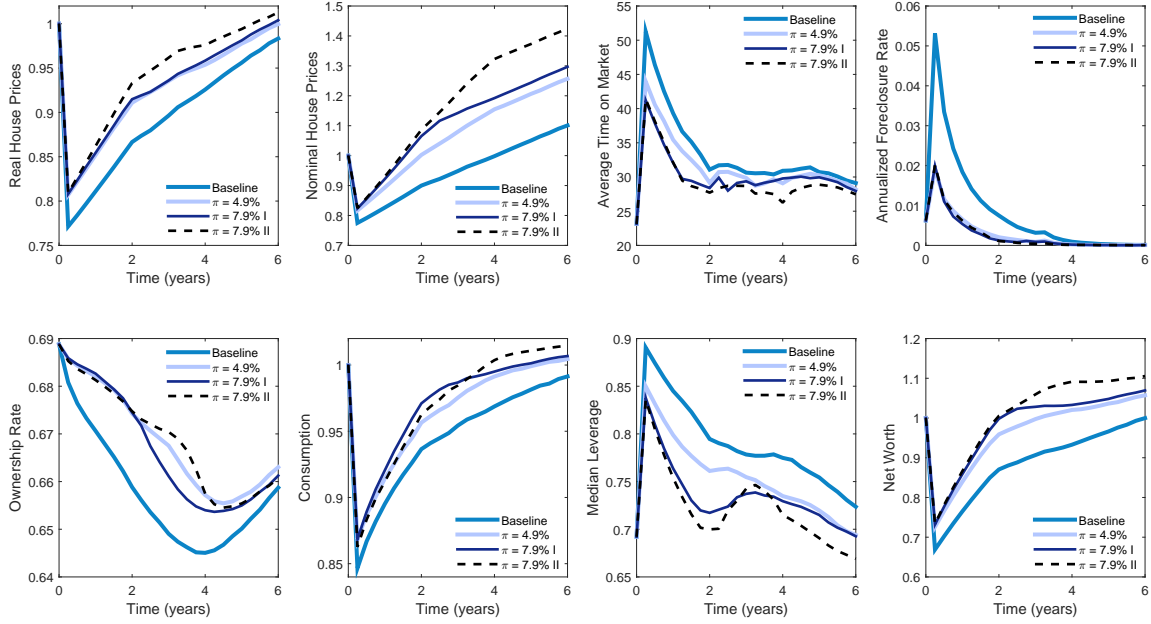 Real House Prices
1
0.95
0.9
0.85
0.8
0.75
0 2 4 6
Time (years)
Baseline
π = 4.9%
π = 7.9% I
π = 7.9% II
Nominal House Prices
1.5
1.4
1.3
1.2
1.1
1
0.9
0.8
0.7
0 2 4 6
Time (years)
Baseline
π = 4.9%
π = 7.9% I
π = 7.9% II
Average Time on Market
55
50
45
40
35
30
25
20
0 2 4 6
Time (years)
Baseline
π = 4.9%
π = 7.9% I
π = 7.9% II
Annualized Foreclosure Rate
0.06
0.05
0.04
0.03
0.02
0.01
0
0 2 4 6
Time (years)
Baseline
π = 4.9%
π = 7.9% I
π = 7.9% II
Ownership Rate
0.69
0.68
0.67
0.66
0.65
0.64
0 2 4 6
Time (years)
Baseline
π = 4.9%
π = 7.9% I
π = 7.9% II
Consumption
1
0.95
0.9
0.85
0 2 4 6
Time (years)
Baseline
π = 4.9%
π = 7.9% I
π = 7.9% II
Median Leverage
0.9
0.85
0.8
0.75
0.7
0.65
0 2 4 6
Time (years)
Baseline
π = 4.9%
π = 7.9% I
π = 7.9% II
Net Worth
1.2
1.1
1
0.9
0.8
0.7
0.6
0 2 4 6
Time (years)
Baseline
π = 4.9%
π = 7.9% I
π = 7.9% II